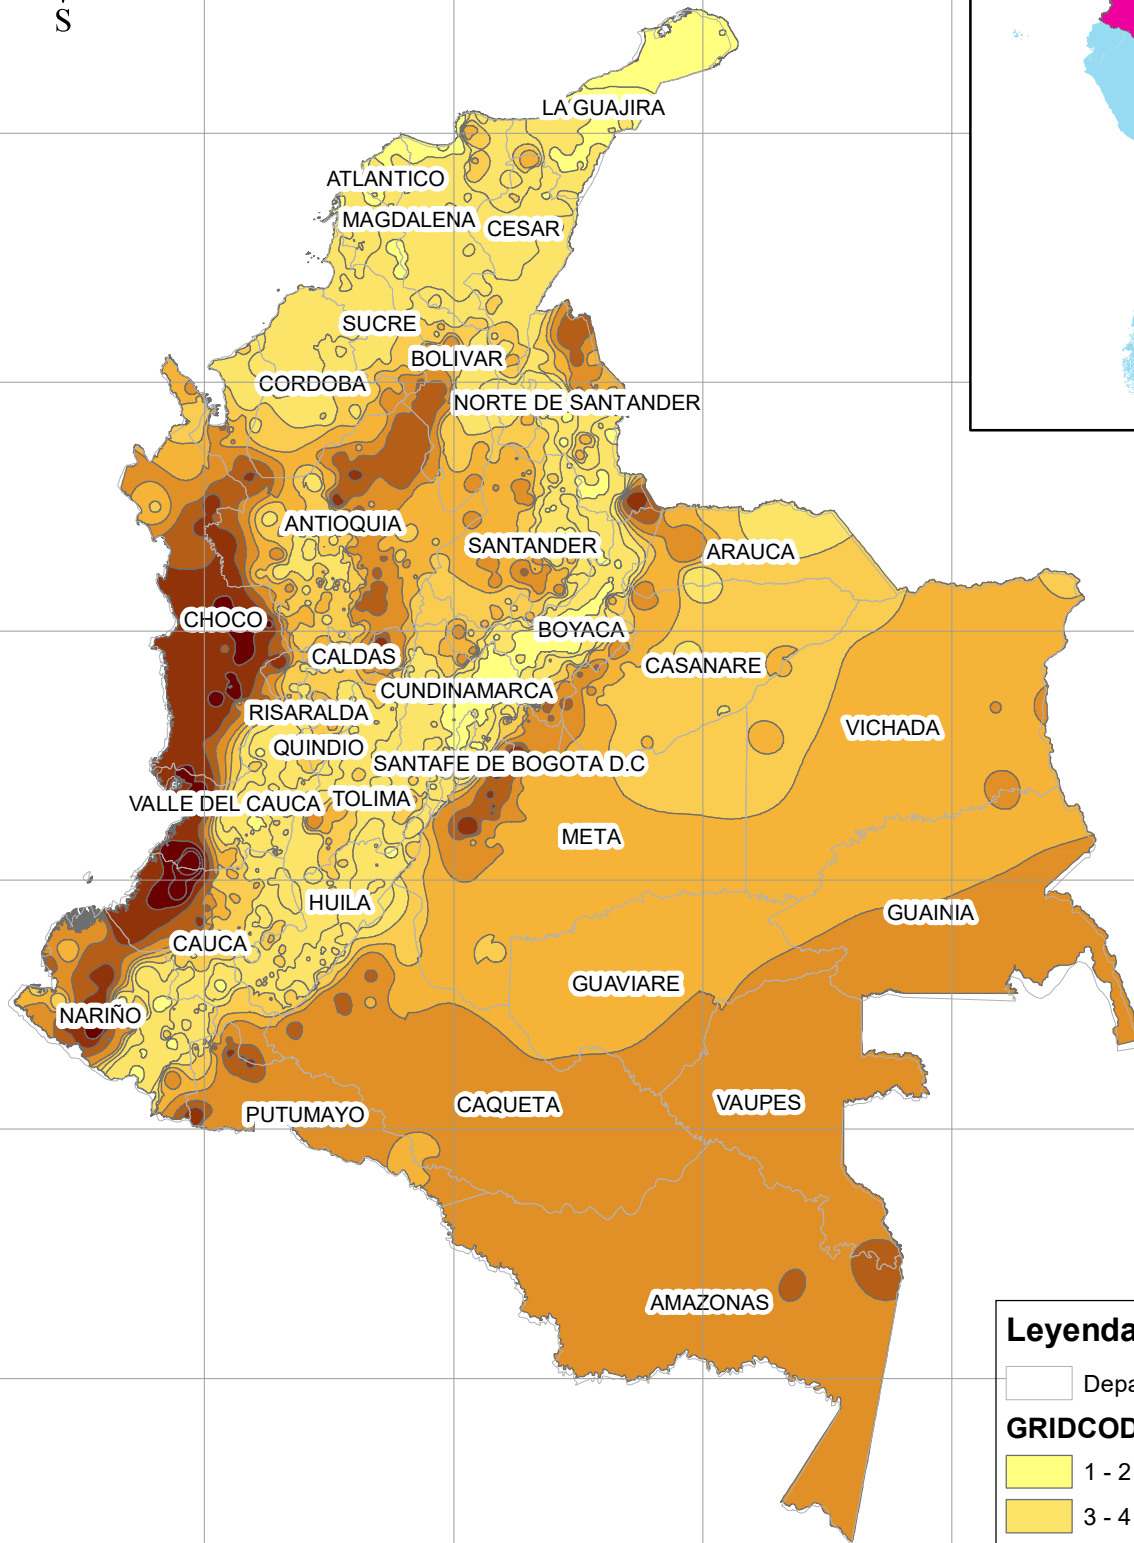 S
LA GUAJIRA
ATLANTICO
MAGDALENA
CESAR
SUCRE
BOLIVAR
CORDOBA
NORTE DE SANTANDER
ANTIOQUIA
SANTANDER
ARAUCA
CHOCO
BOYACA
CALDAS
CASANARE
CUNDINAMARCA
RISARALDA
VICHADA
QUINDIO
SANTAFE DE BOGOTA D.C
VALLE DEL CAUCA
TOLIMA
META
HUILA
GUAINIA
CAUCA
GUAVIARE
NARIÑO
CAQUETA
VAUPES
PUTUMAYO
AMAZONAS
Leyenda
Depa
GRIDCOD
1 - 2
3 - 4